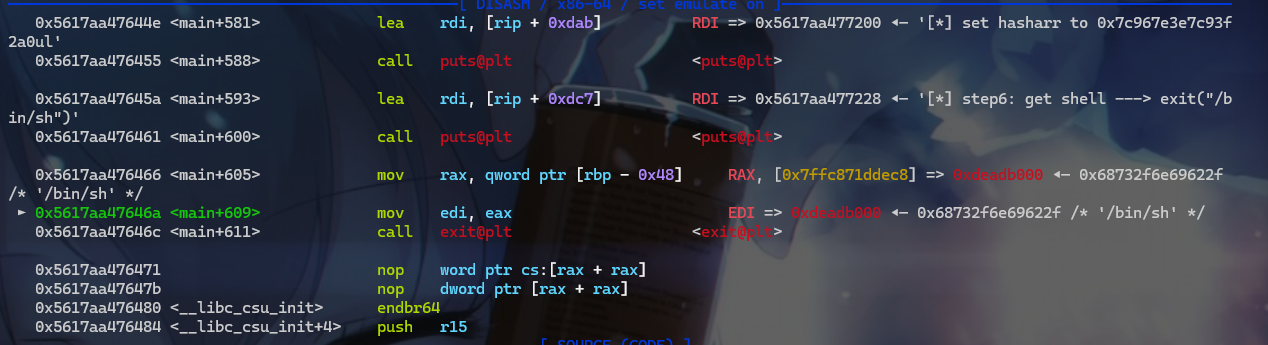 [ DISASM / x86-64 / set emulate on ]
0x5617aa47644e <main+581> lea rdi, [rip + 0xdab] RDI => 0x5617aa477200 ◂— '[*] set hasharr to 0x7c967e3e7c93f
2a0ul'
0x5617aa476455 <main+588> call puts@plt <puts@plt>
0x5617aa47645a <main+593> lea rdi, [rip + 0xdc7] RDI => 0x5617aa477228 ◂— '[*] step6: get shell ---> exit("/b
in/sh")'
0x5617aa476461 <main+600> call puts@plt <puts@plt>
0x5617aa476466 <main+605> mov rax, qword ptr [rbp - 0x48] RAX, [0x7ffc871ddec8] => 0xdeadb000 ◂— 0x68732f6e69622f
/* '/bin/sh' */
► 0x5617aa47646a <main+609> mov edi, eax EDI => 0xdeadb000 ◂— 0x68732f6e69622f /* '/bin/sh' */
0x5617aa47646c <main+611> call exit@plt <exit@plt>
0x5617aa476471 nop word ptr cs:[rax + rax]
0x5617aa47647b nop dword ptr [rax + rax]
0x5617aa476480 <__libc_csu_init> endbr64
0x5617aa476484 <__libc_csu_init+4> push r15
[ SOURCE (CODE) ]